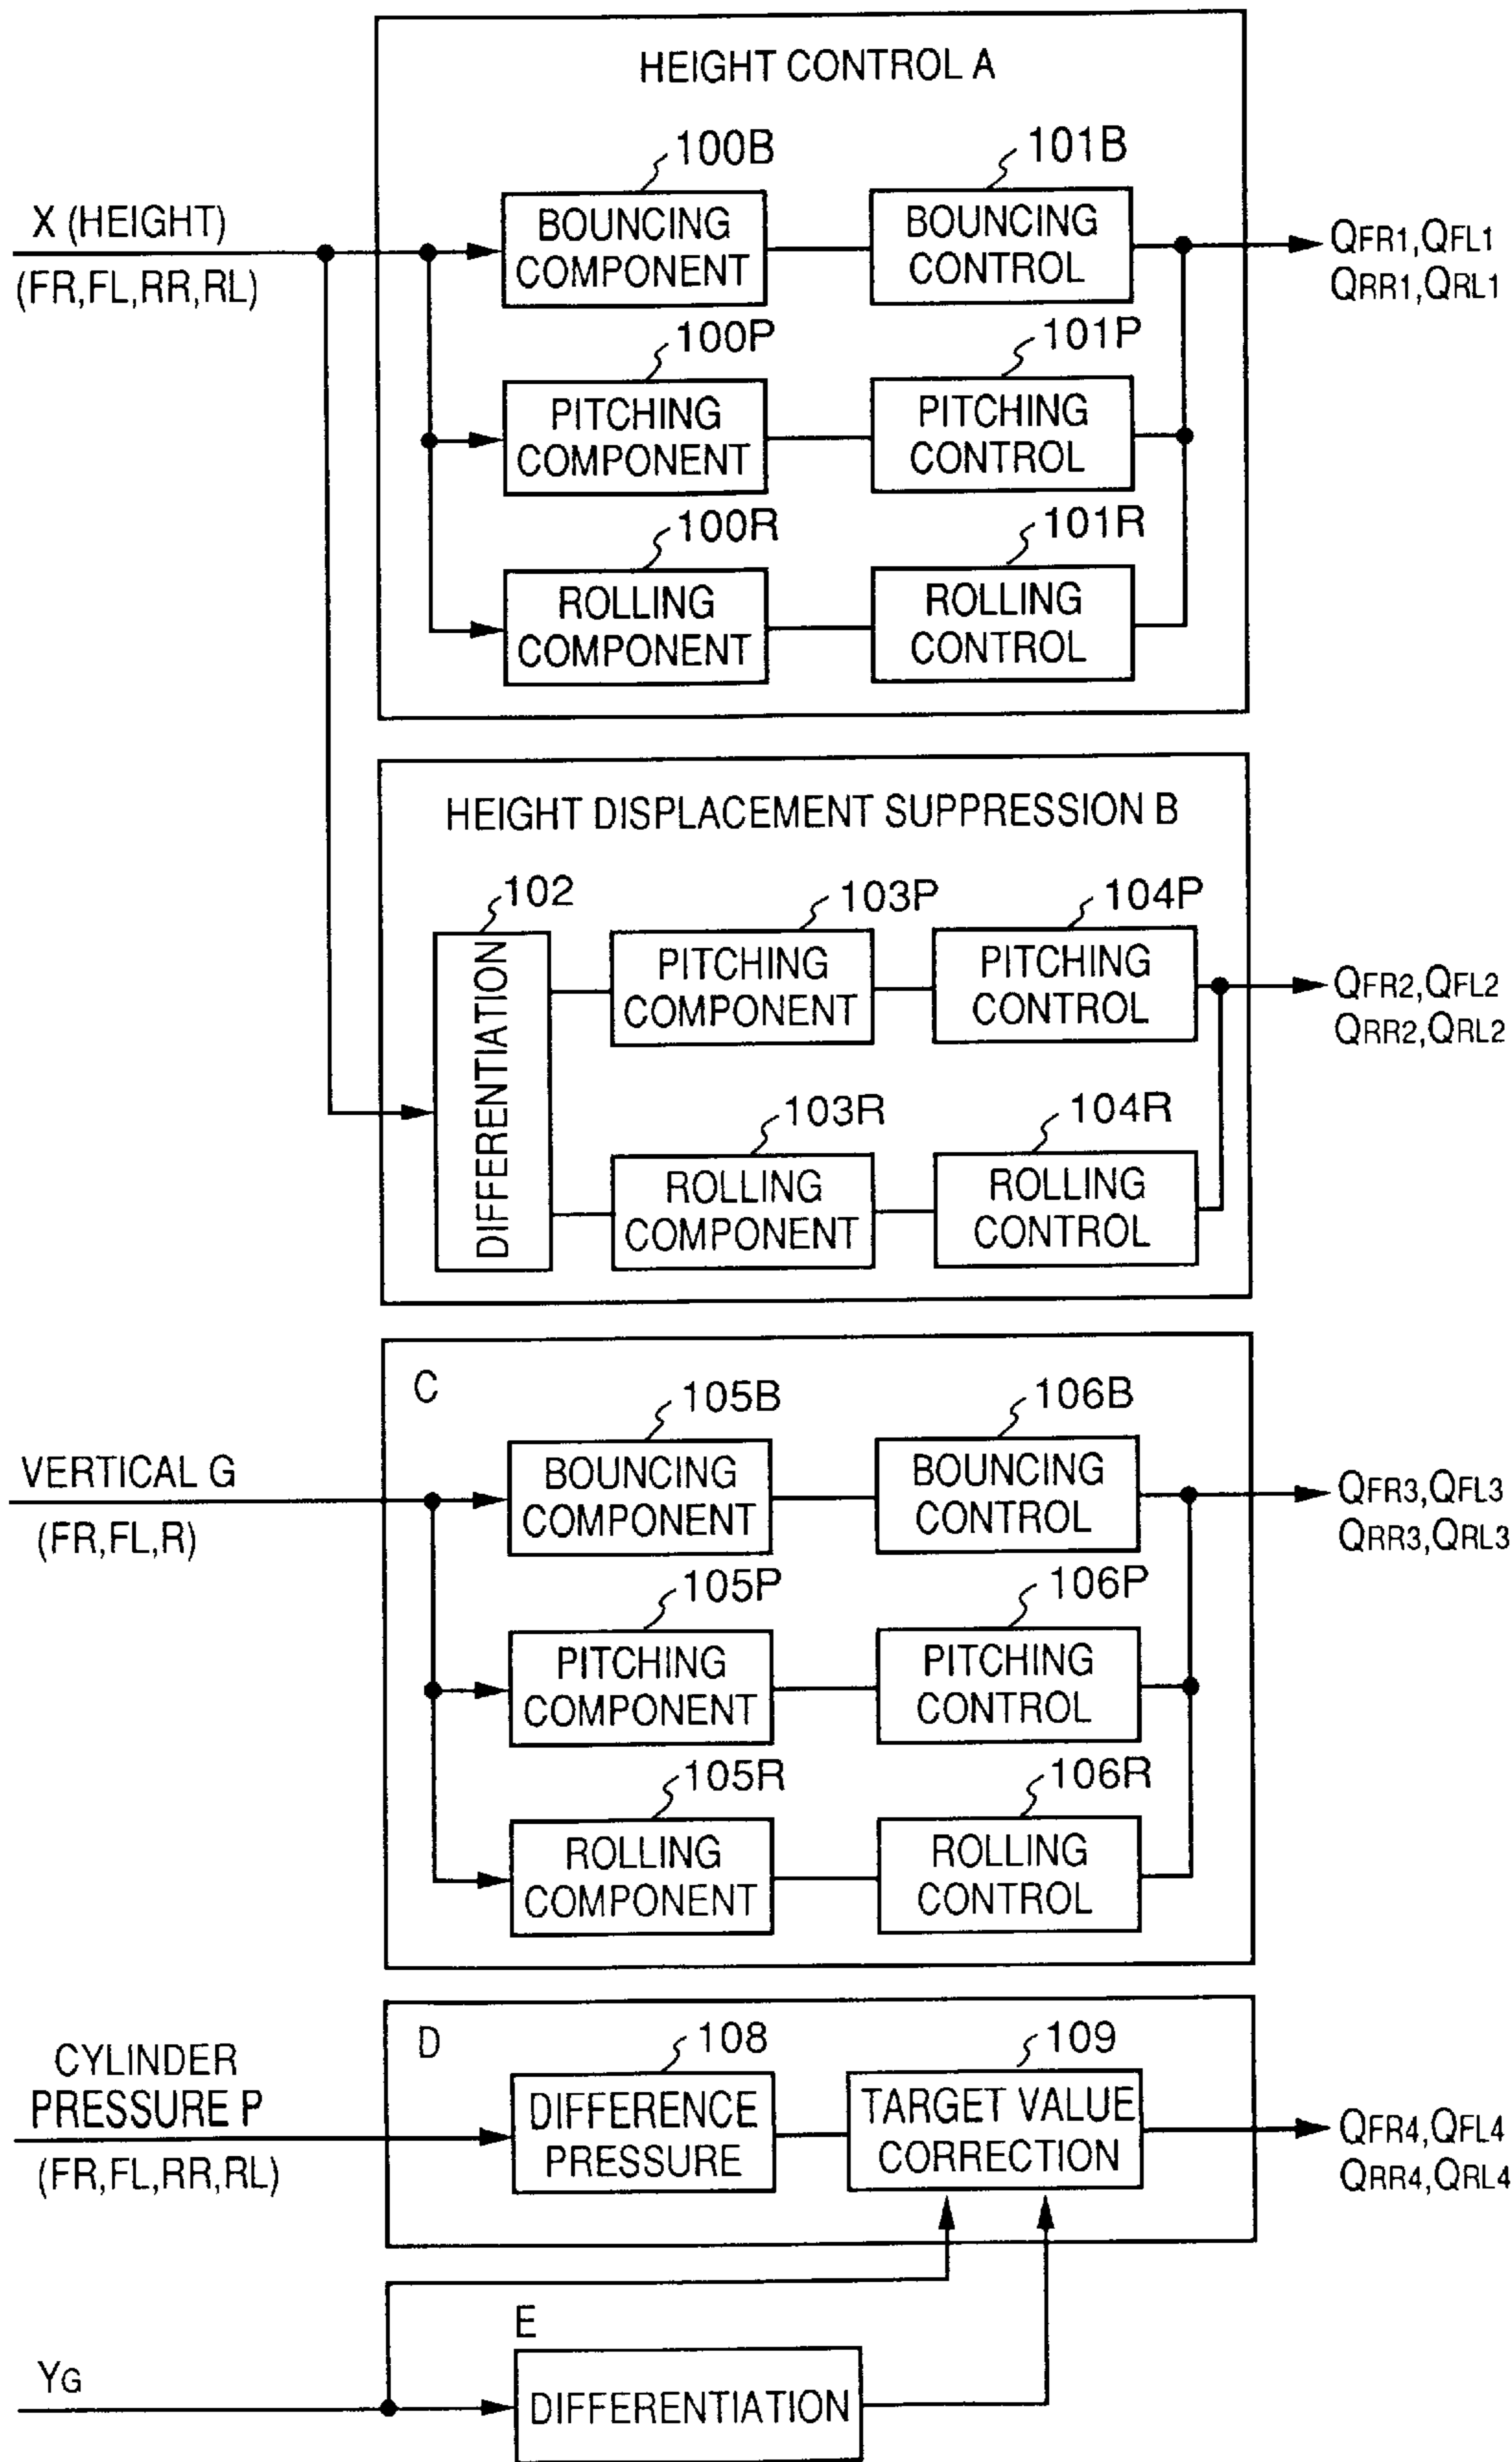 HEIGHT CONTROL A
100B
101B
X (HEIGHT)
(FR,FL,RR,RL)
BOUNCING
COMPONENT
BOUNCING
CONTROL
QFR1,QFL1
QRR1,QRL1
100P
101P
PITCHING
COMPONENT
PITCHING
CONTROL
100R
101R
ROLLING
COMPONENT
ROLLING
CONTROL
HEIGHT DISPLACEMENT SUPPRESSION B
102
103P
104P
DIFFERENTIATION
PITCHING
COMPONENT
PITCHING
CONTROL
QFR2,QFL2
QRR2,QRL2
103R
104R
ROLLING
COMPONENT
ROLLING
CONTROL
C
105B
106B
VERTICAL G
(FR,FL,R)
BOUNCING
COMPONENT
BOUNCING
CONTROL
QFR3,QFL3
QRR3,QRL3
105P
106P
PITCHING
COMPONENT
PITCHING
CONTROL
105R
106R
ROLLING
COMPONENT
ROLLING
CONTROL
D
108
109
CYLINDER
PRESSURE P
(FR,FL,RR,RL)
DIFFERENCE
PRESSURE
TARGET VALUE
CORRECTION
QFR4,QFL4
QRR4,QRL4
E
YG
DIFFERENTIATION